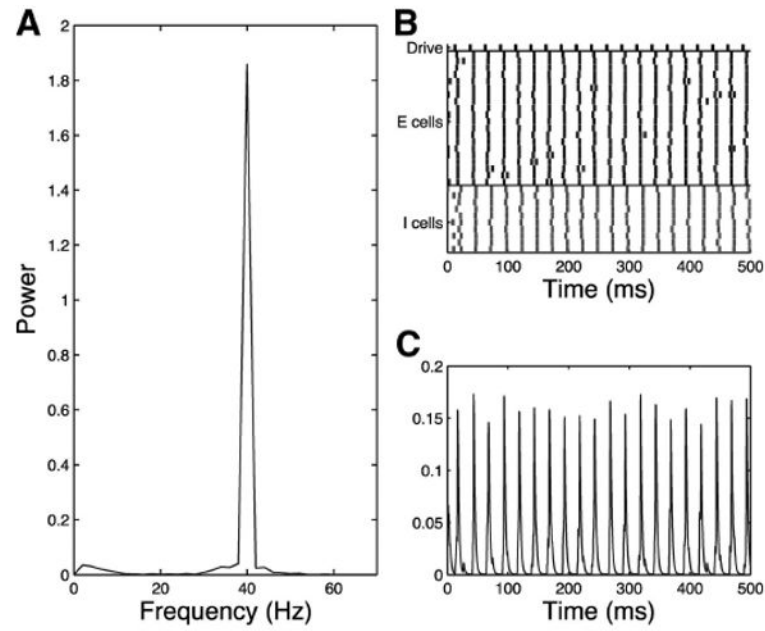 A
2
1.8
1.6
1.4
1.2
1
0.8
0.6
0.4
0.2
0
Power
0 20 40 60
Frequency (Hz)
B
Drive
E cells
I cells
0 100 200 300 400 500
Time (ms)
C
0.2
0.15
0.1
0.05
0
0 100 200 300 400 500
Time (ms)